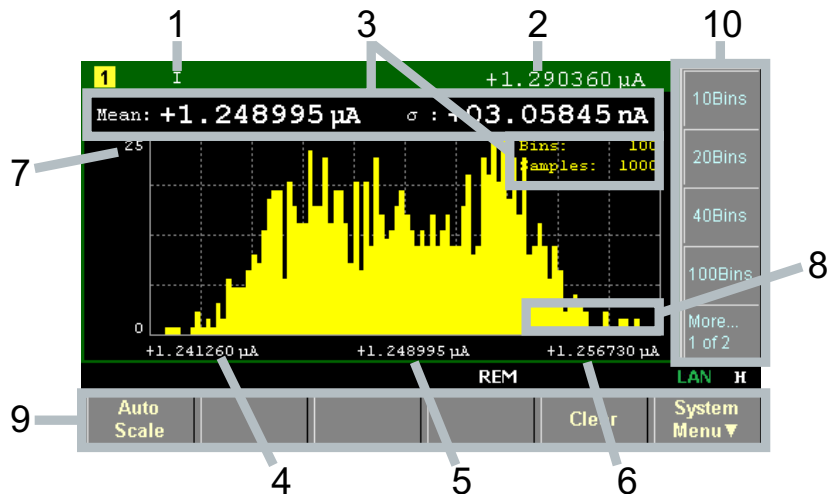 1 3 2 10
1 I +1.290360 μA
Mean: +1.248995 μA σ : +03.05845 nA
10Bins
25 Bins: 100
7 Samples: 1000
20Bins
40Bins
100Bins
8
0 More...
1 of 2
+1.241260 μA +1.248995 μA +1.256730 μA
REM LAN H
9 Auto Scale Clear System Menu▼
4 5 6